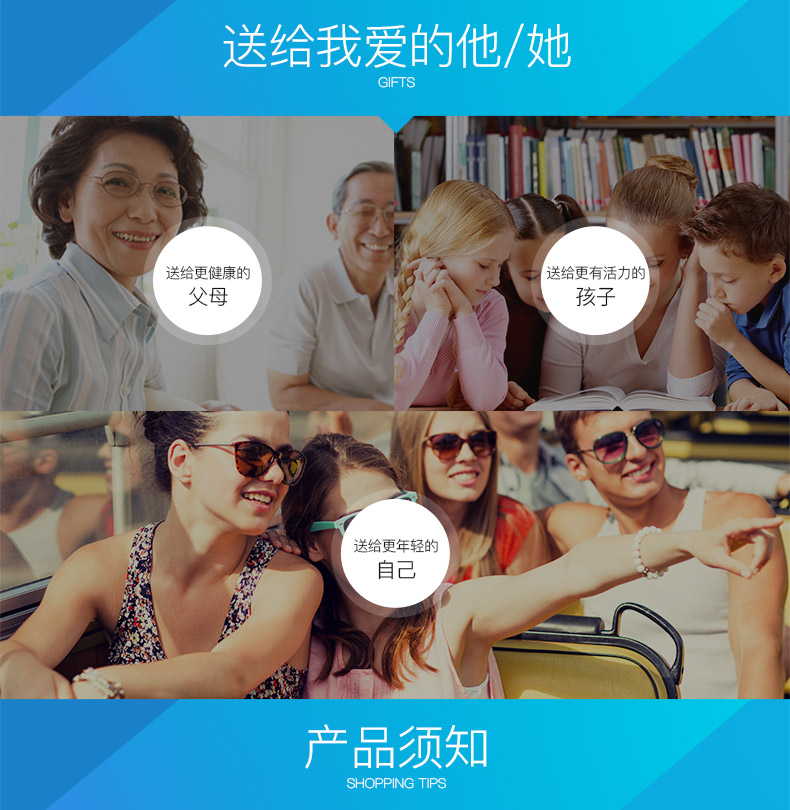 送给我爱的他/她
GIFTS
送给更健康的
父母
送给更有活力的
孩子
送给更年轻的
自己
产品须知
SHOPPING TIPS